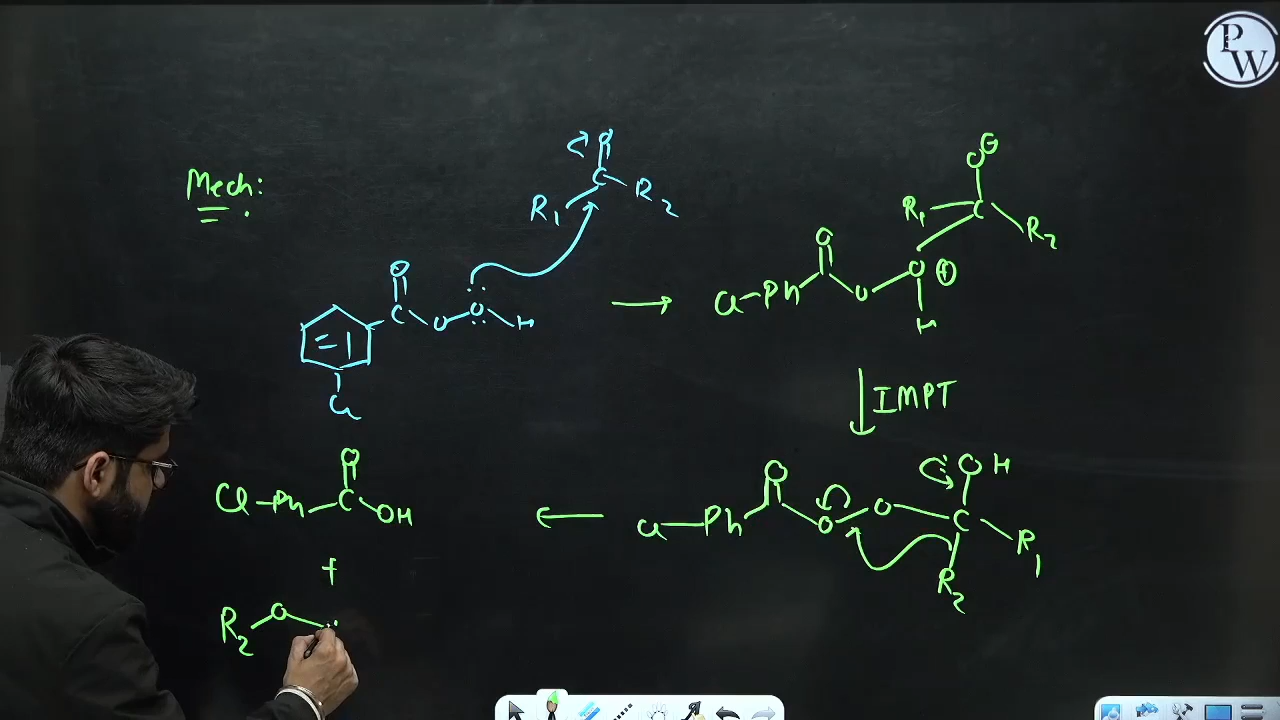 PW
Mech:
O
R₁ C R₂
O
C O O H
Cl
O⊖
R₁ C R₂
O
Cl-Ph O O ⊕
H
IMPT
O
Cl-Ph C OH
+
R₂ O
O OH
Cl-Ph O O C R₁
R₂